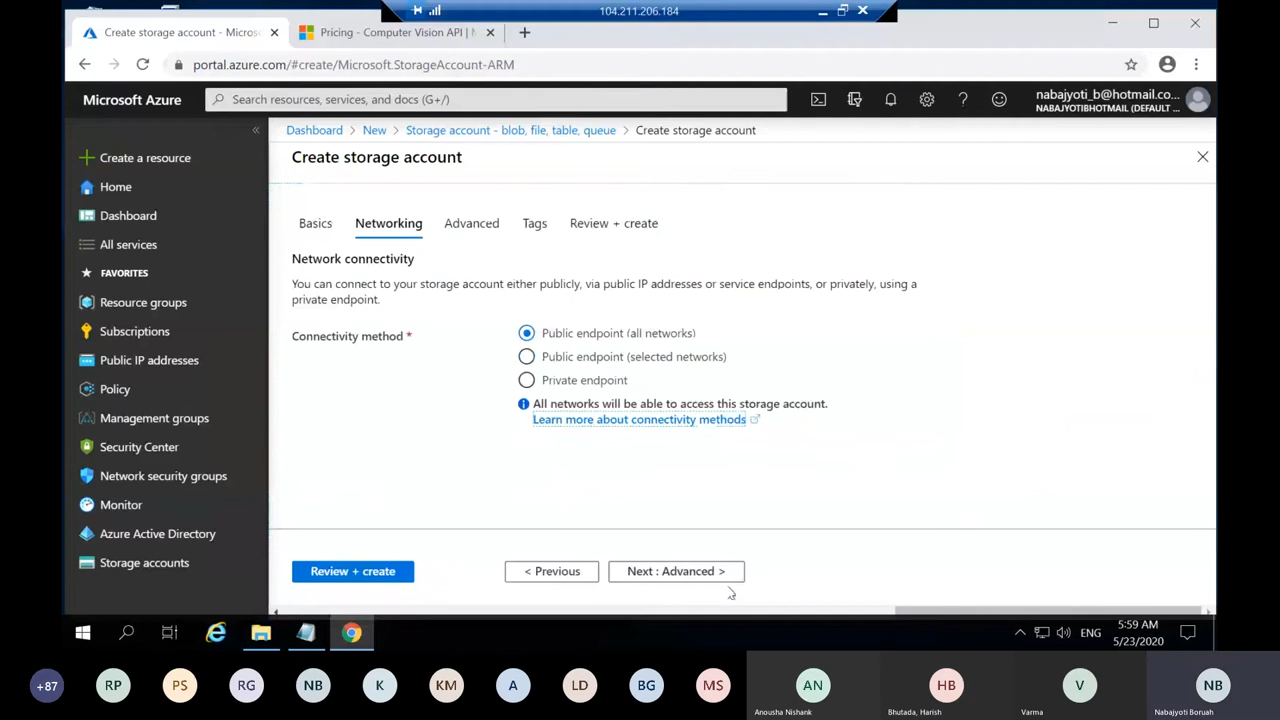 104.211.206.184
Create storage account - Micros
Pricing - Computer Vision API | M
portal.azure.com/#create/Microsoft.StorageAccount-ARM
Microsoft Azure
Search resources, services, and docs (G+/)
nabajyoti_b@hotmail.co...
NABAJYOTIHOTMAIL (DEFAULT ...
Dashboard > New > Storage account - blob, file, table, queue > Create storage account
Create storage account
Create a resource
Home
Dashboard
All services
FAVORITES
Resource groups
Subscriptions
Public IP addresses
Policy
Management groups
Security Center
Network security groups
Monitor
Azure Active Directory
Storage accounts
Basics Networking Advanced Tags Review + create
Network connectivity
You can connect to your storage account either publicly, via public IP addresses or service endpoints, or privately, using a
private endpoint.
Connectivity method *
Public endpoint (all networks)
Public endpoint (selected networks)
Private endpoint
All networks will be able to access this storage account.
Learn more about connectivity methods
Review + create
< Previous
Next : Advanced >
ENG
5:59 AM
5/23/2020
+87 RP PS RG NB K KM A LD BG MS AN HB V NB
Anousha Nishank
Bhutada, Harish
Varma
Nabajyoti Boruah